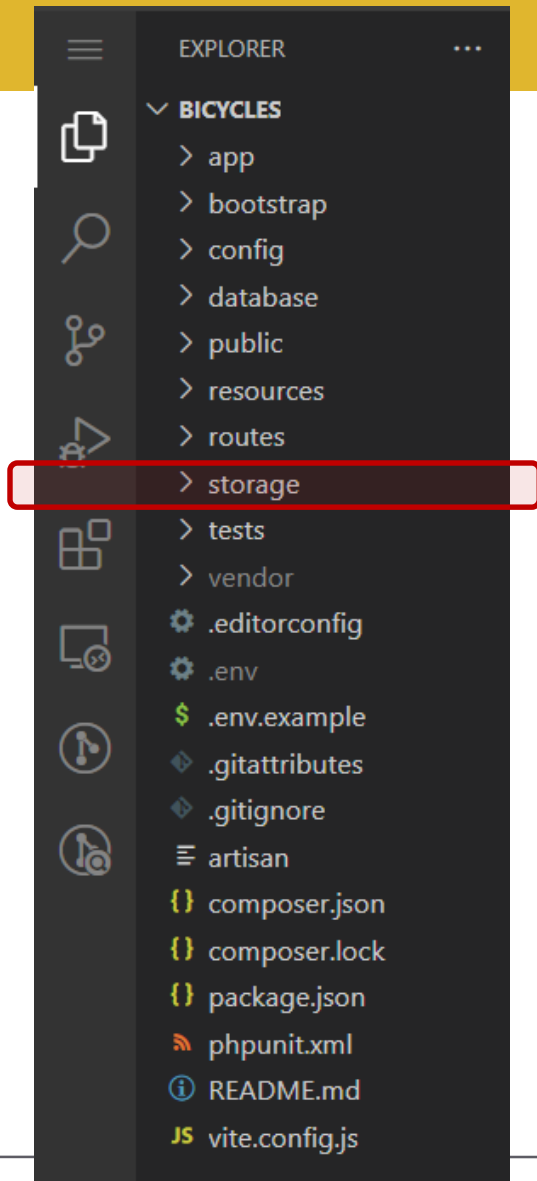 EXPLORER ...
BICYCLES
app
bootstrap
config
database
public
resources
routes
storage
tests
vendor
.editorconfig
.env
$ .env.example
.gitattributes
.gitignore
artisan
{} composer.json
{} composer.lock
{} package.json
phpunit.xml
README.md
JS vite.config.js